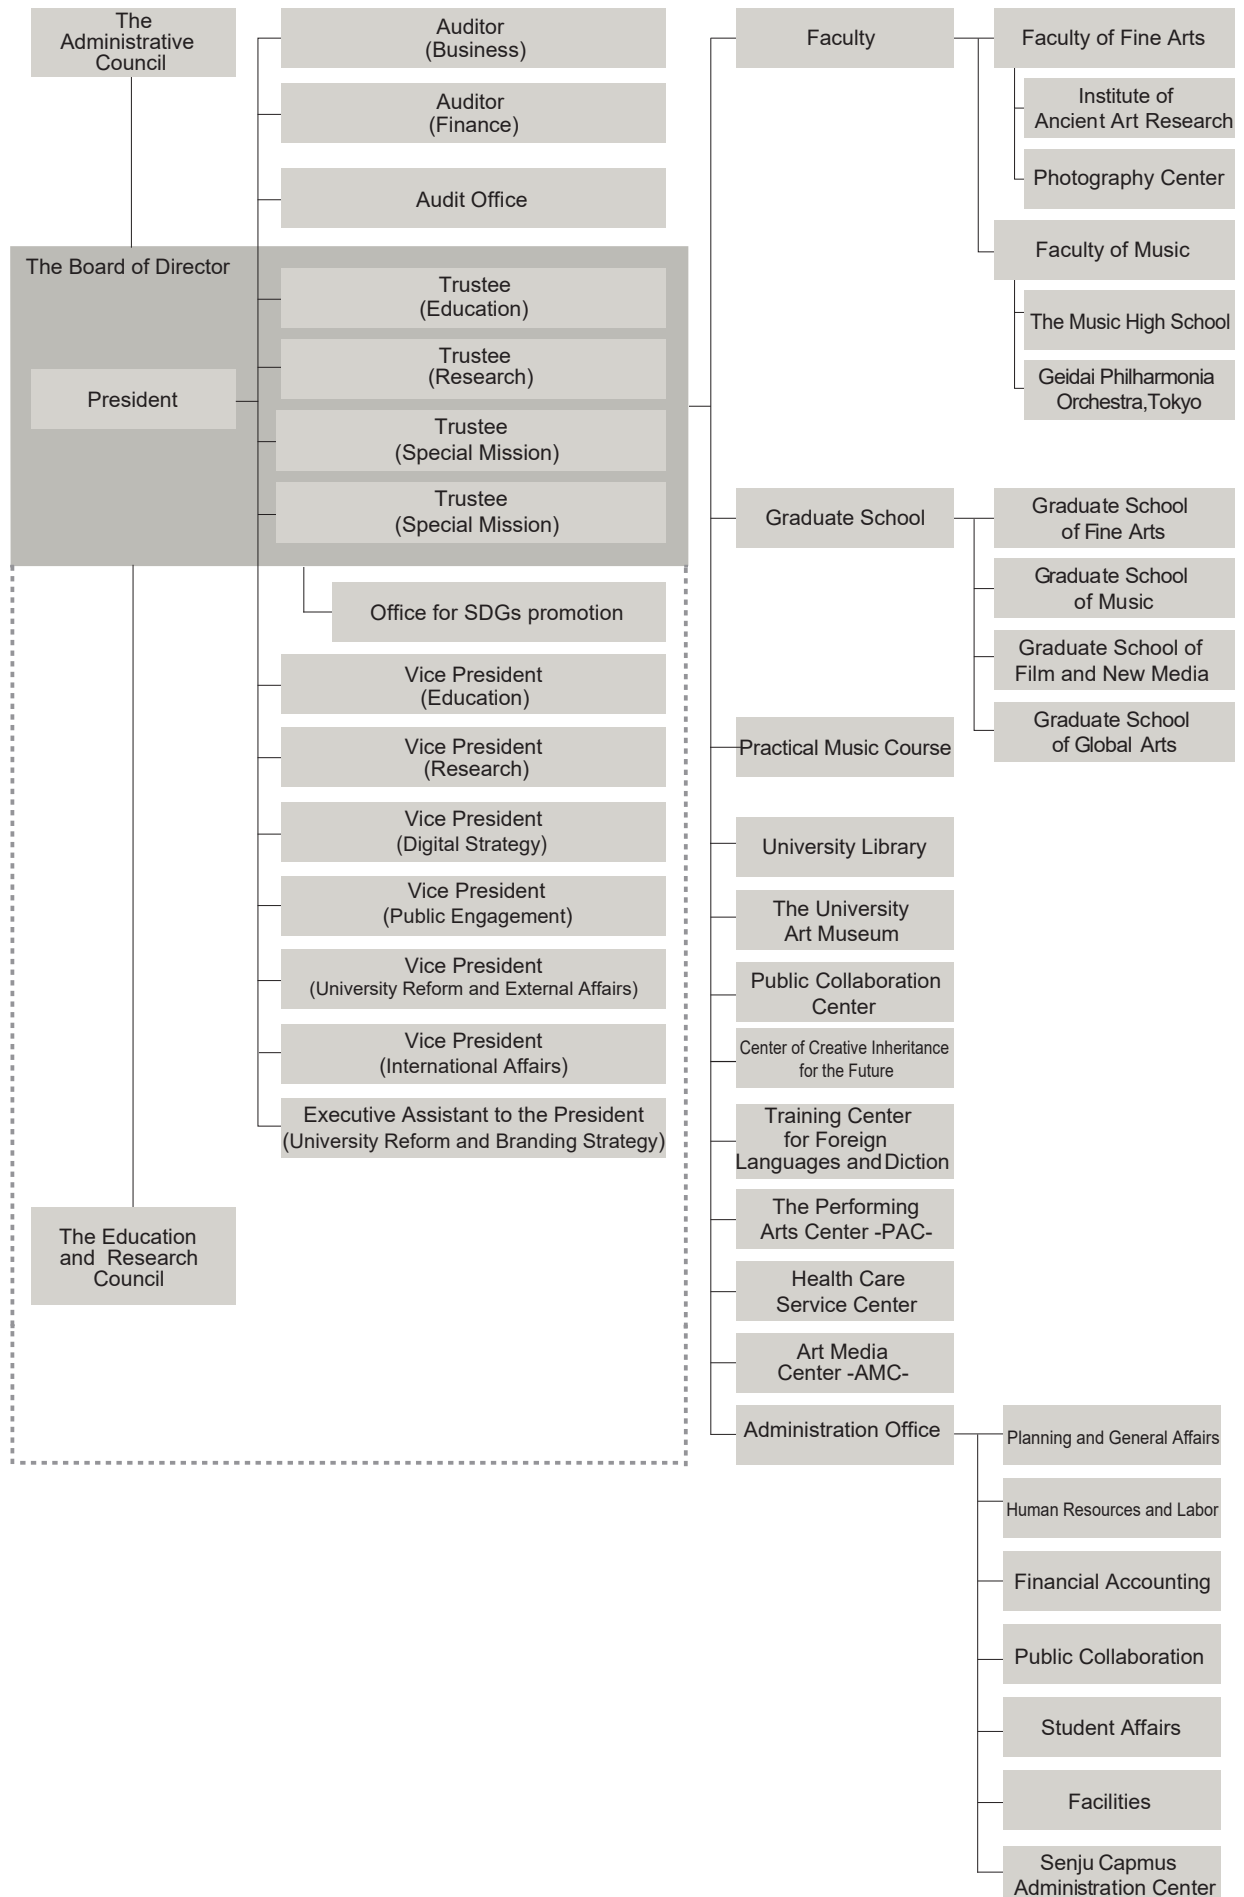 The
Administrative
Council
The Board of Director
President
The Education
and Research
Council
Auditor
(Business)
Auditor
(Finance)
Audit Office
Trustee
(Education)
Trustee
(Research)
Trustee
(Special Mission)
Trustee
(Special Mission)
Office for SDGs promotion
Vice President
(Education)
Vice President
(Research)
Vice President
(Digital Strategy)
Vice President
(Public Engagement)
Vice President
(University Reform and External Affairs)
Vice President
(International Affairs)
Executive Assistant to the President
(University Reform and Branding Strategy)
Faculty
Faculty of Fine Arts
Institute of
Ancient Art Research
Photography Center
Faculty of Music
The Music High School
Geidai Philharmonia
Orchestra,Tokyo
Graduate School
Graduate School
of Fine Arts
Graduate School
of Music
Graduate School of
Film and New Media
Graduate School
of Global Arts
Practical Music Course
University Library
The University
Art Museum
Public Collaboration
Center
Center of Creative Inheritance
for the Future
Training Center
for Foreign
Languages and Diction
The Performing
Arts Center -PAC-
Health Care
Service Center
Art Media
Center -AMC-
Administration Office
Planning and General Affairs
Human Resources and Labor
Financial Accounting
Public Collaboration
Student Affairs
Facilities
Senju Capmus
Administration Center